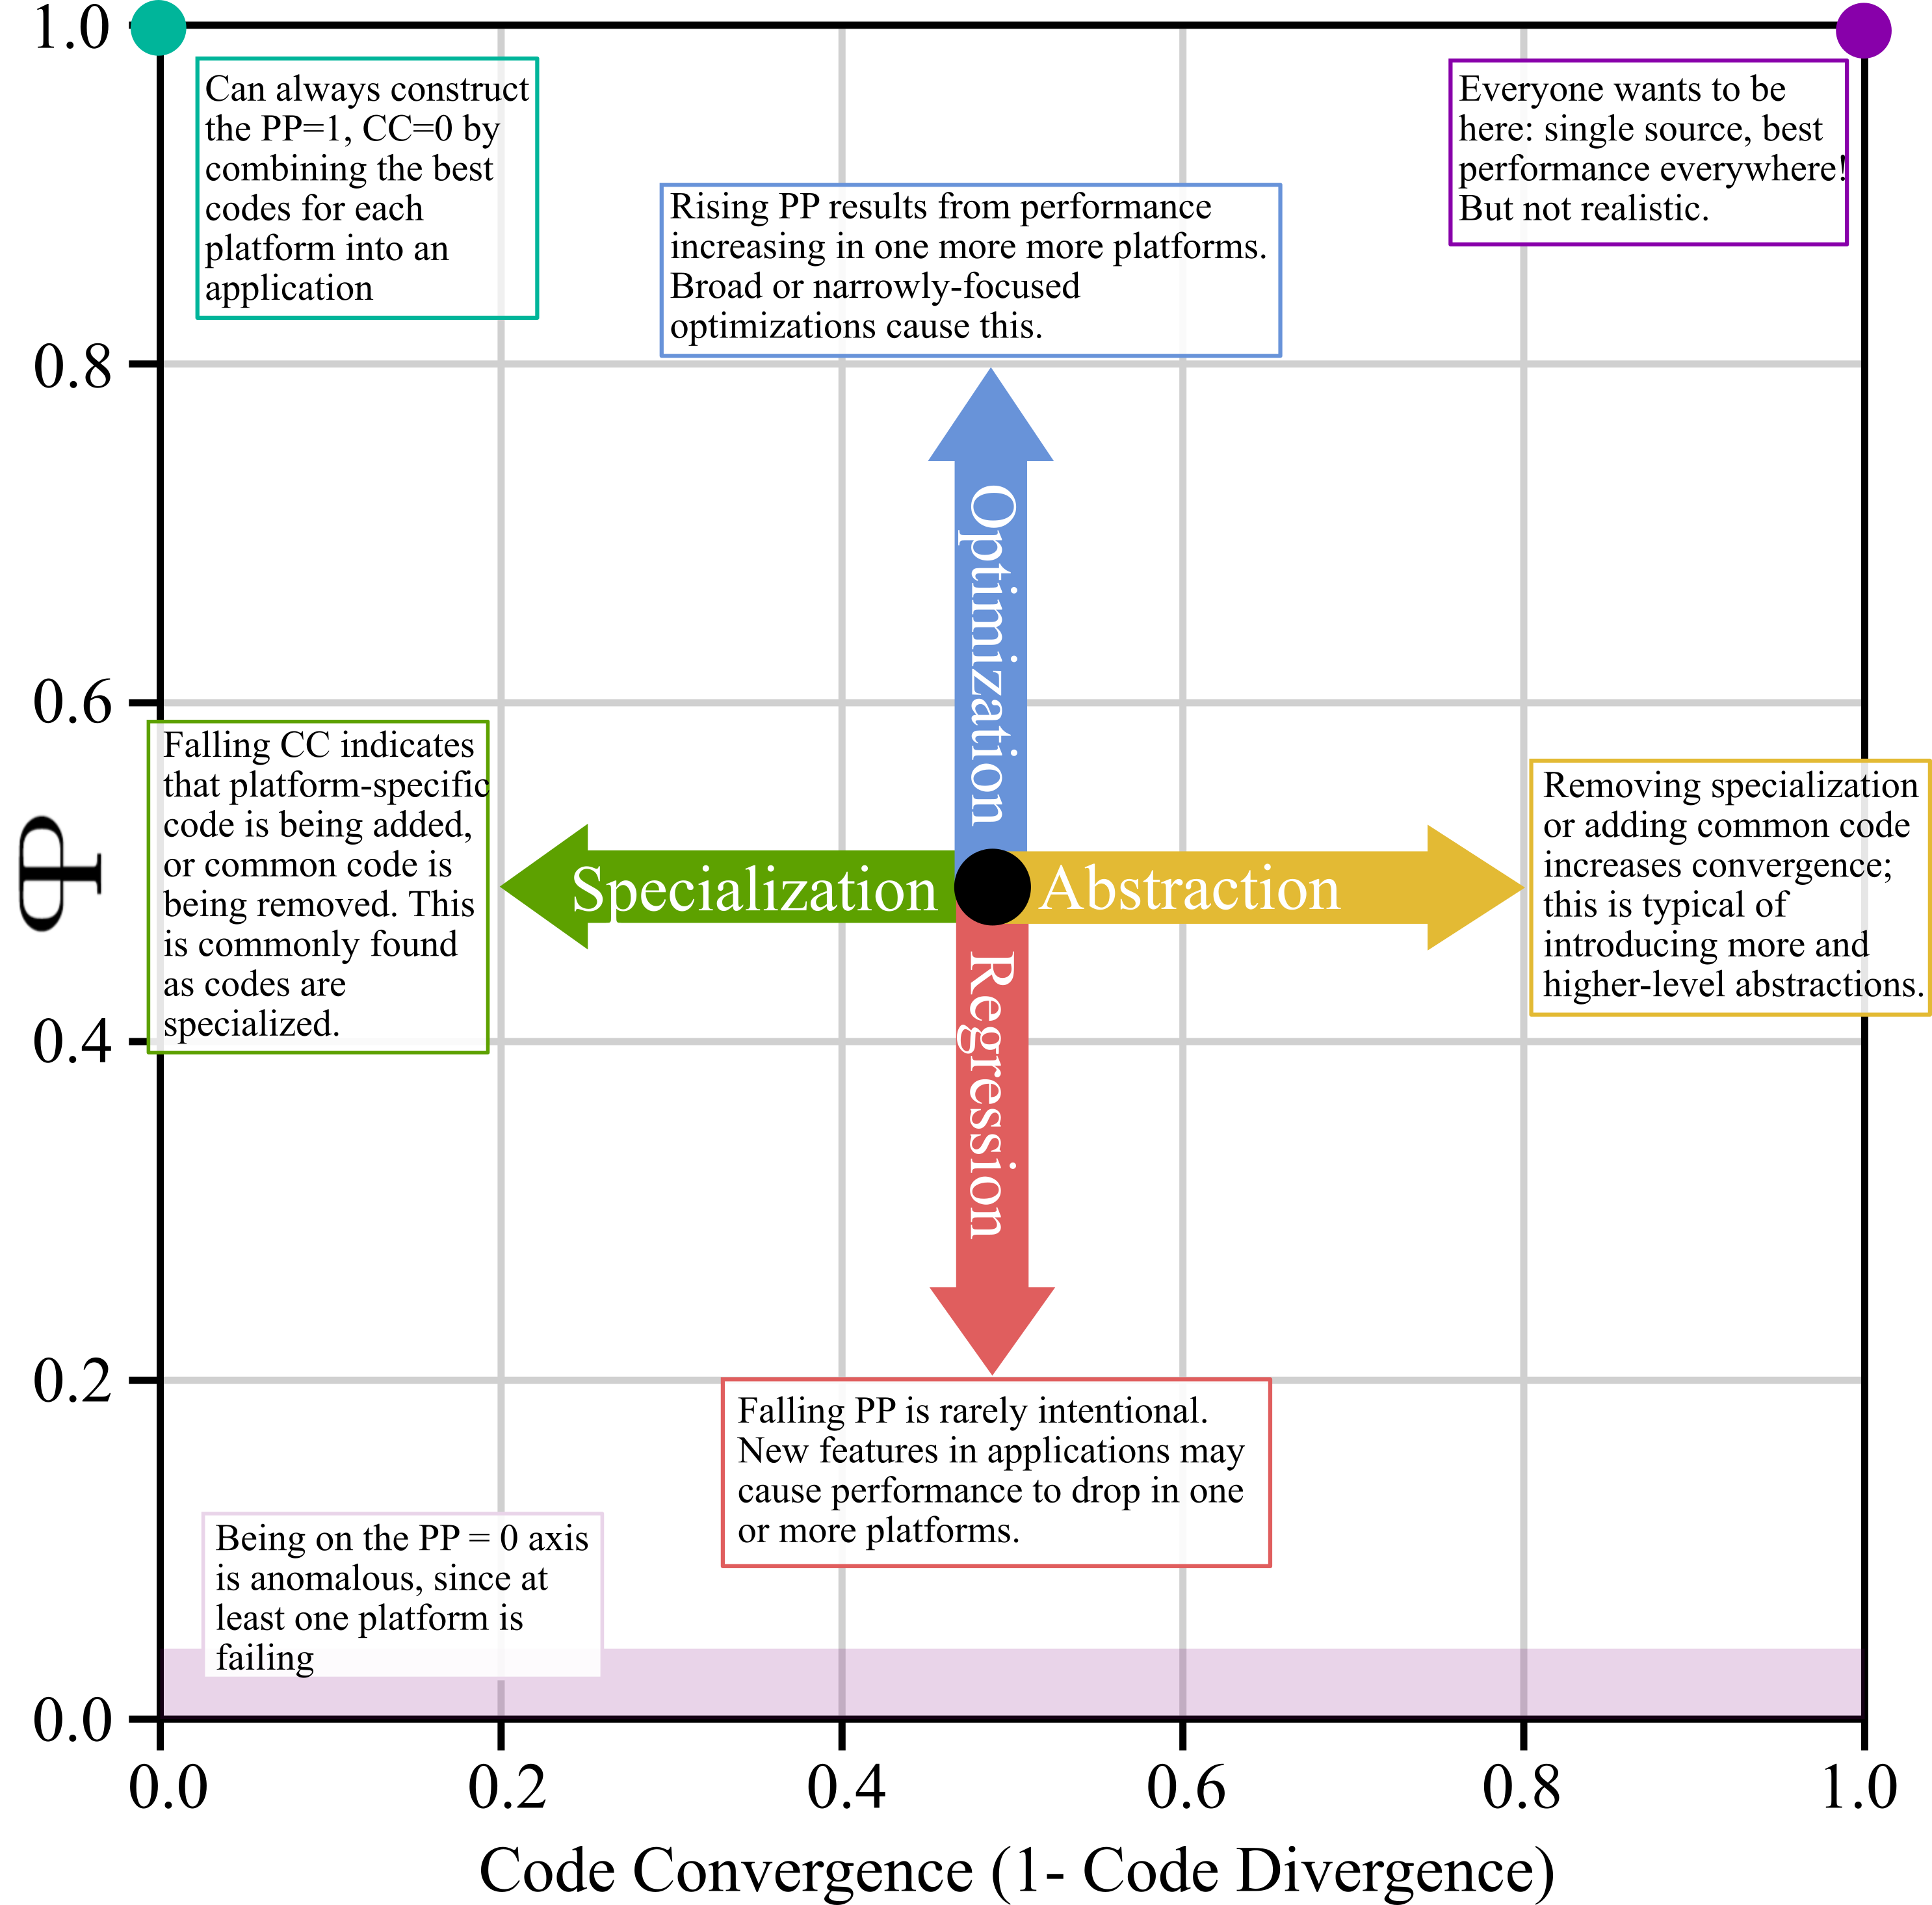 1.0
Can always construct
the PP=1, CC=0 by
combining the best
codes for each
platform into an
application
Everyone wants to be
here: single source, best
performance everywhere!
But not realistic.
Rising PP results from performance
increasing in one more more platforms.
Broad or narrowly-focused
optimizations cause this.
0.8
Optimization
0.6
Falling CC indicates
that platform-specific
code is being added,
or common code is
being removed. This
is commonly found
as codes are
specialized.
Specialization
Abstraction
Removing specialization
or adding common code
increases convergence;
this is typical of
introducing more and
higher-level abstractions.
Regression
0.4
0.2
Falling PP is rarely intentional.
New features in applications may
cause performance to drop in one
or more platforms.
Being on the PP = 0 axis
is anomalous, since at
least one platform is
failing
0.0
0.0 0.2 0.4 0.6 0.8 1.0
Code Convergence (1- Code Divergence)